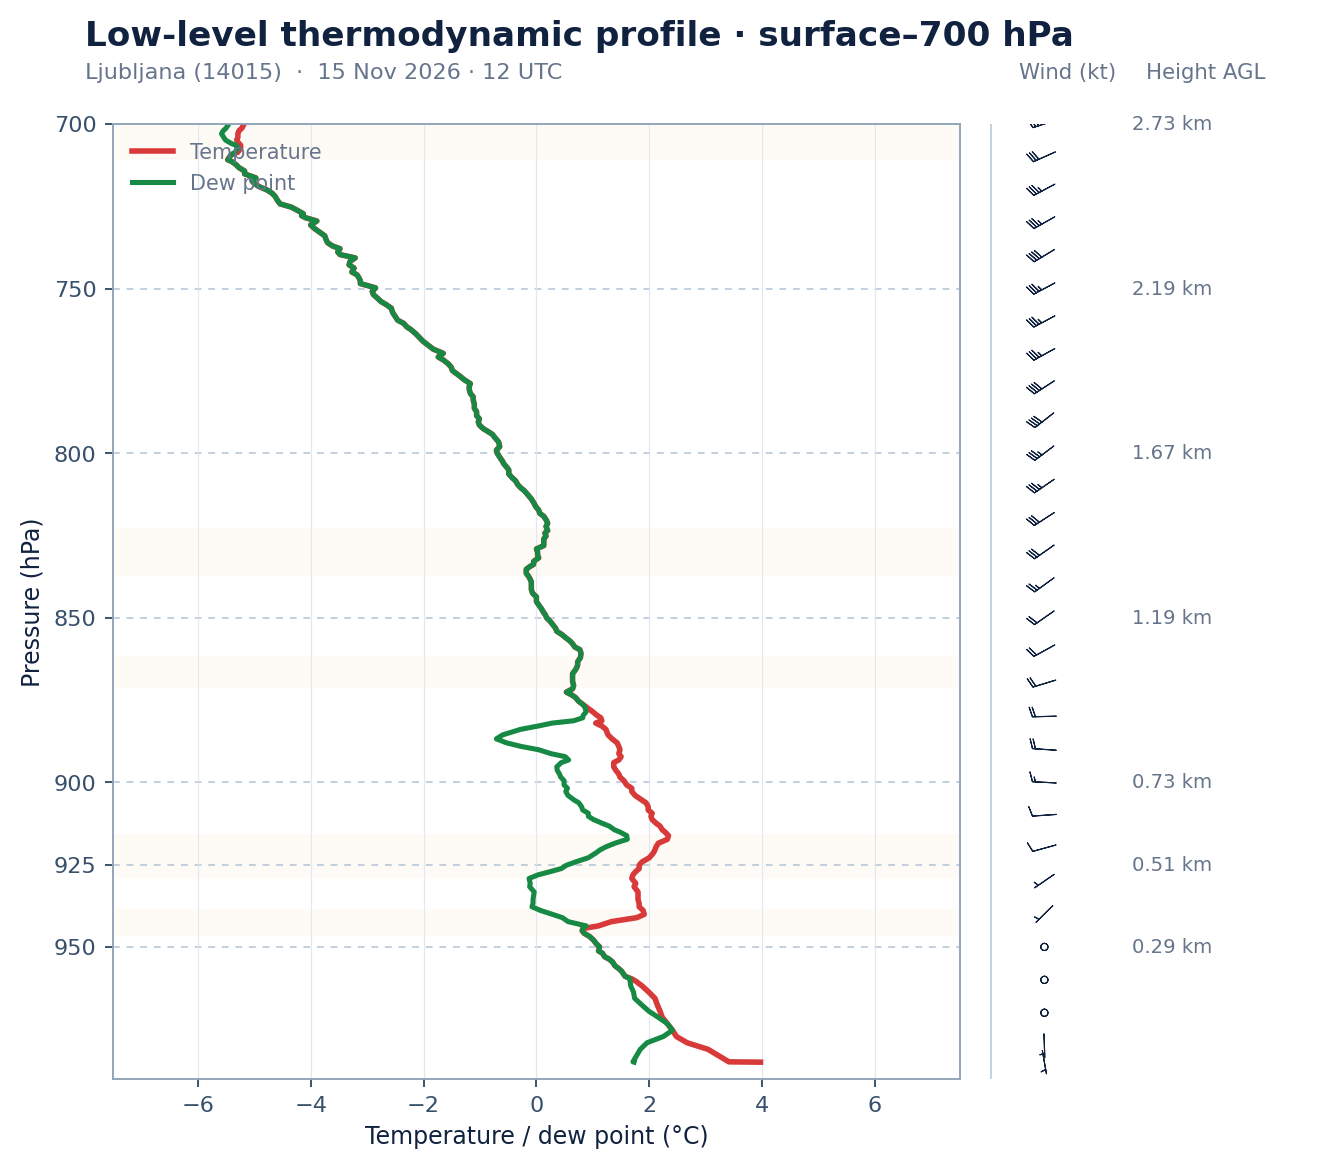 Low-level thermodynamic profile · surface–700 hPa
Ljubljana (14015)  ·  15 Nov 2026 · 12 UTC
Wind (kt)
Height AGL
Temperature
Dew point
Pressure (hPa)
700
750
800
850
900
925
950
2.73 km
2.19 km
1.67 km
1.19 km
0.73 km
0.51 km
0.29 km
−6
−4
−2
0
2
4
6
Temperature / dew point (°C)